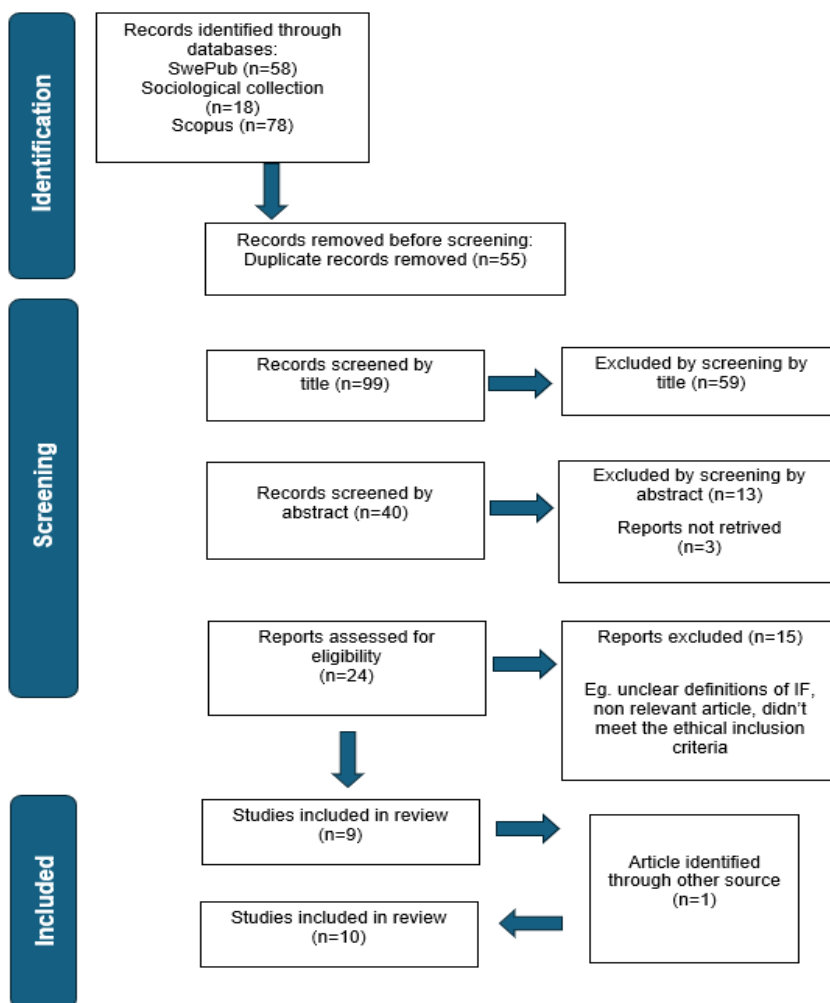 Identification
Records identified through
databases:
SwePub (n=58)
Sociological collection
(n=18)
Scopus (n=78)
Records removed before screening:
Duplicate records removed (n=55)
Screening
Records screened by
title (n=99)
Excluded by screening by
title (n=59)
Records screened by
abstract (n=40)
Excluded by screening by
abstract (n=13)
Reports not retrived
(n=3)
Reports assessed for
eligibility
(n=24)
Reports excluded (n=15)
Eg. unclear definitions of IF,
non relevant article, didn't
meet the ethical inclusion
criteria
Included
Studies included in review
(n=9)
Article identified
through other source
(n=1)
Studies included in review
(n=10)